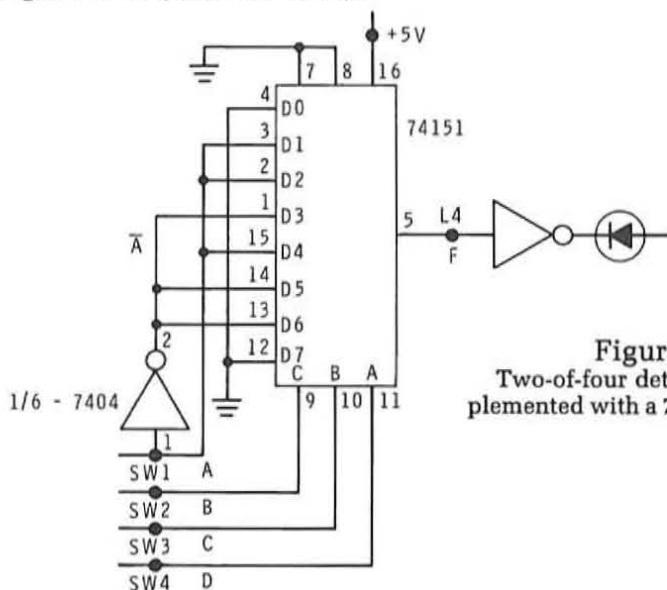 +5V
7 8 16
4 D0
74151
3 D1
2 D2
1 D3
5 L4
F
A̅
15 D4
14 D5
13 D6
2
12 D7
C B A
1/6 - 7404
9 10 11
1
SW1 A
SW2 B
SW3 C
SW4 D
Figur
Two-of-four det
plemented with a